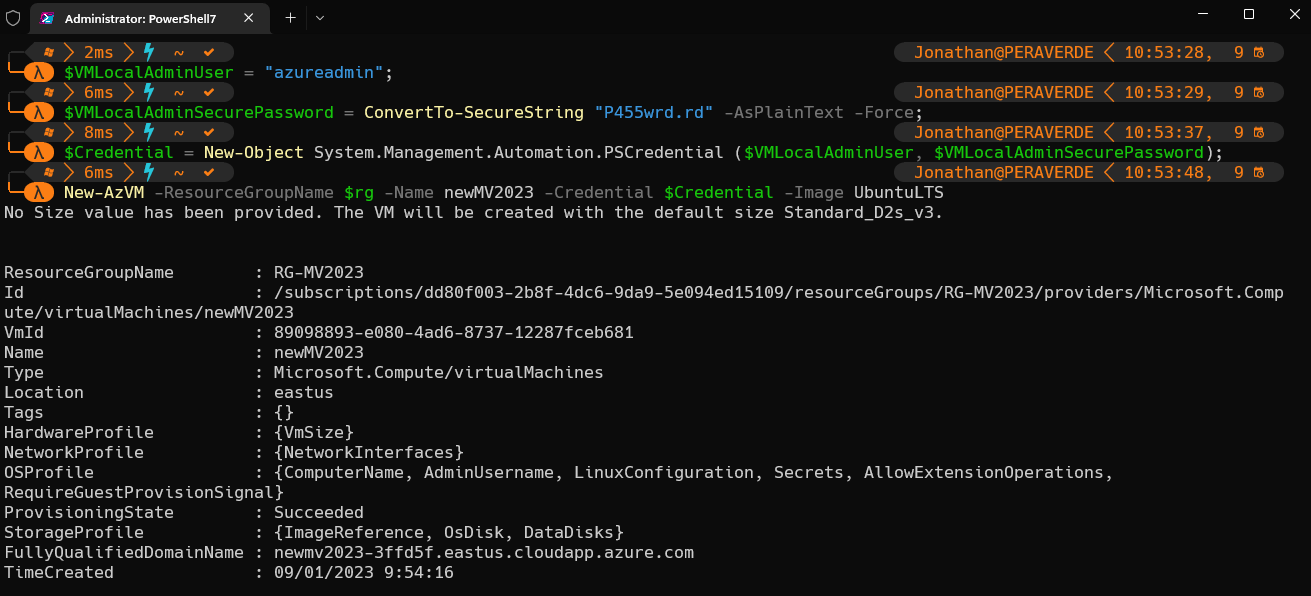 Administrator: PowerShell7
2ms ~ Jonathan@PERAVERDE 10:53:28, 9
λ $VMLocalAdminUser = "azureadmin";
6ms ~ Jonathan@PERAVERDE 10:53:29, 9
λ $VMLocalAdminSecurePassword = ConvertTo-SecureString "P455wrd.rd" -AsPlainText -Force;
8ms ~ Jonathan@PERAVERDE 10:53:37, 9
λ $Credential = New-Object System.Management.Automation.PSCredential ($VMLocalAdminUser, $VMLocalAdminSecurePassword);
6ms ~ Jonathan@PERAVERDE 10:53:48, 9
λ New-AzVM -ResourceGroupName $rg -Name newMV2023 -Credential $Credential -Image UbuntuLTS
No Size value has been provided. The VM will be created with the default size Standard_D2s_v3.
ResourceGroupName : RG-MV2023
Id : /subscriptions/dd80f003-2b8f-4dc6-9da9-5e094ed15109/resourceGroups/RG-MV2023/providers/Microsoft.Comp
ute/virtualMachines/newMV2023
VmId : 89098893-e080-4ad6-8737-12287fceb681
Name : newMV2023
Type : Microsoft.Compute/virtualMachines
Location : eastus
Tags : {}
HardwareProfile : {VmSize}
NetworkProfile : {NetworkInterfaces}
OSProfile : {ComputerName, AdminUsername, LinuxConfiguration, Secrets, AllowExtensionOperations,
RequireGuestProvisionSignal}
ProvisioningState : Succeeded
StorageProfile : {ImageReference, OsDisk, DataDisks}
FullyQualifiedDomainName : newmv2023-3ffd5f.eastus.cloudapp.azure.com
TimeCreated : 09/01/2023 9:54:16